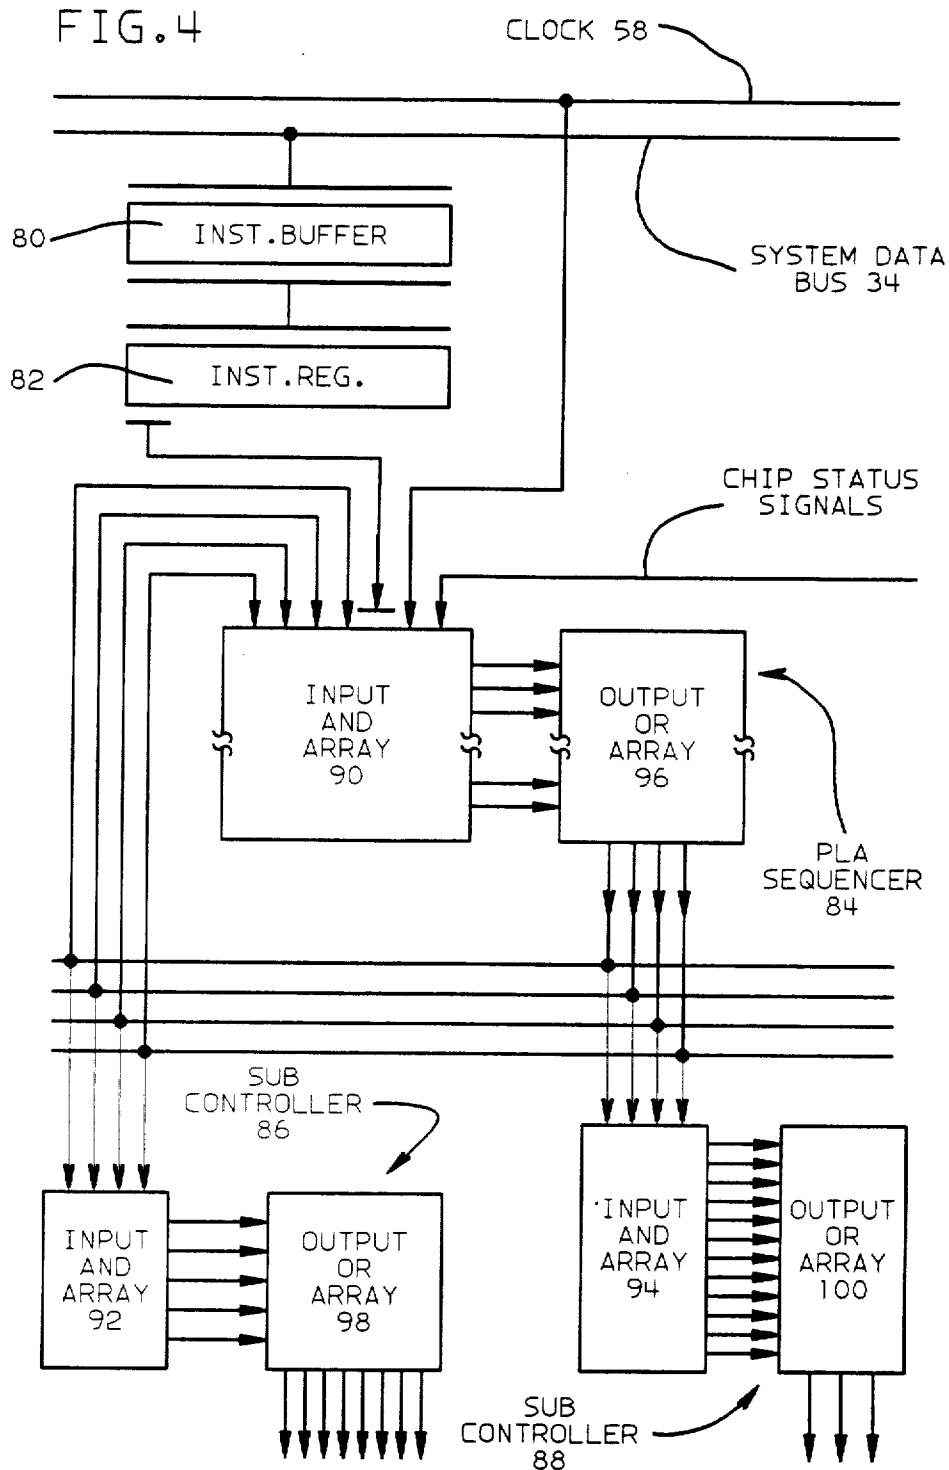 FIG.4
CLOCK 58
80
INST.BUFFER
SYSTEM DATA
BUS 34
82
INST.REG.
CHIP STATUS
SIGNALS
INPUT
AND
ARRAY
90
OUTPUT
OR
ARRAY
96
PLA
SEQUENCER
84
SUB
CONTROLLER
86
INPUT
AND
ARRAY
92
OUTPUT
OR
ARRAY
98
INPUT
AND
ARRAY
94
OUTPUT
OR
ARRAY
100
SUB
CONTROLLER
88